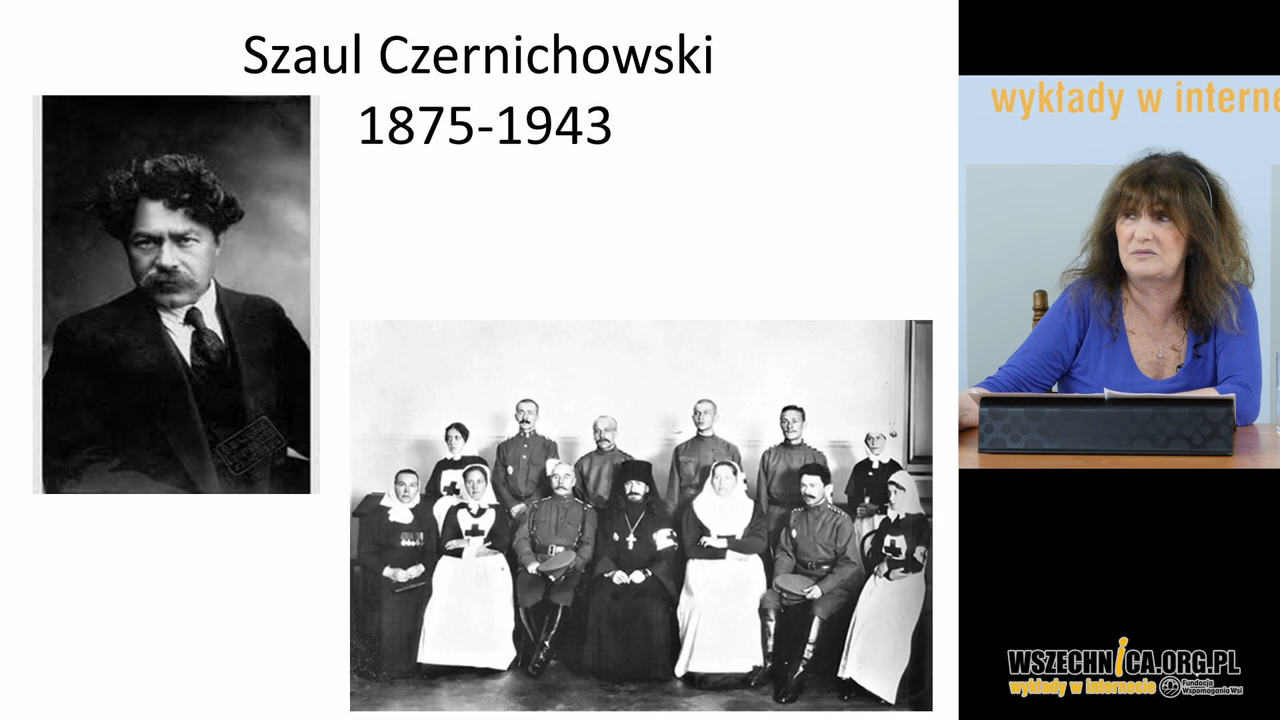 Szaul Czernichowski
1875-1943
wykłady w interne
WSZECHNICA.ORG.PL
wykłady w internecie
Fundacja
Wspomagania Wsi